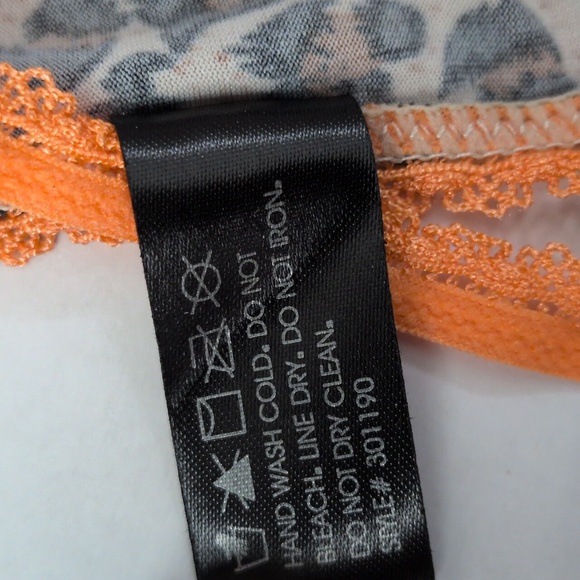 HAND WASH COLD. DO NOT
BLEACH. LINE DRY. DO NOT IRON.
DO NOT DRY CLEAN.
STYLE# 301190